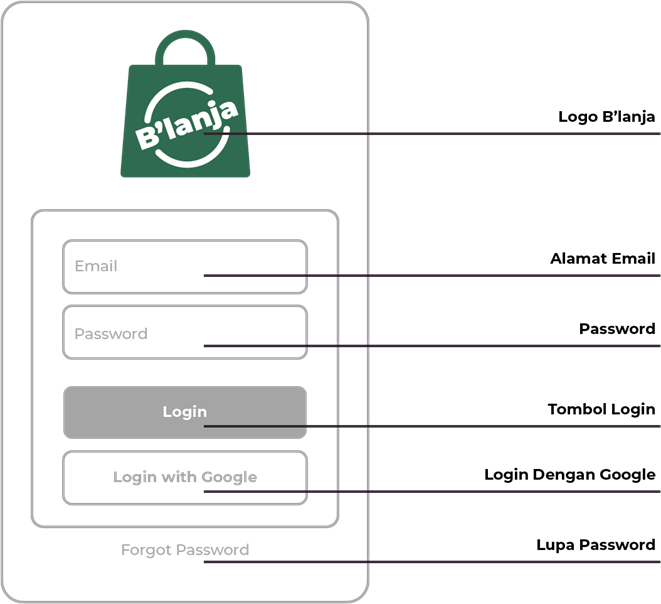 B'lanja
Logo B'lanja
Email
Alamat Email
Password
Password
Login
Tombol Login
Login with Google
Login Dengan Google
Forgot Password
Lupa Password